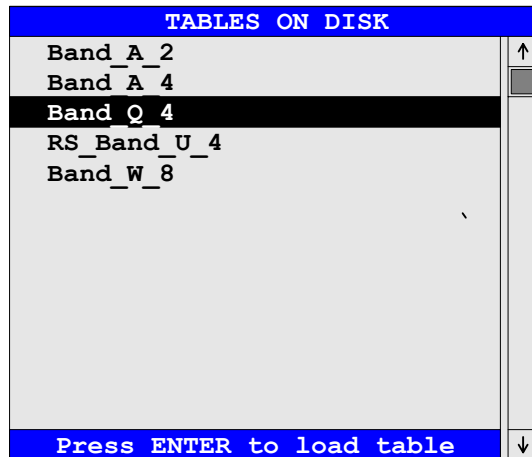 TABLES ON DISK
Band_A_2
Band_A_4
Band_Q_4
RS_Band_U_4
Band_W_8
Press ENTER to load table